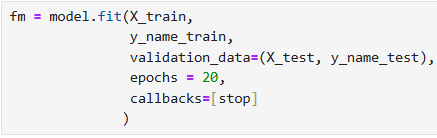 fm = model.fit(X_train,
y_name_train,
validation_data=(X_test, y_name_test),
epochs = 20,
callbacks=[stop]
)